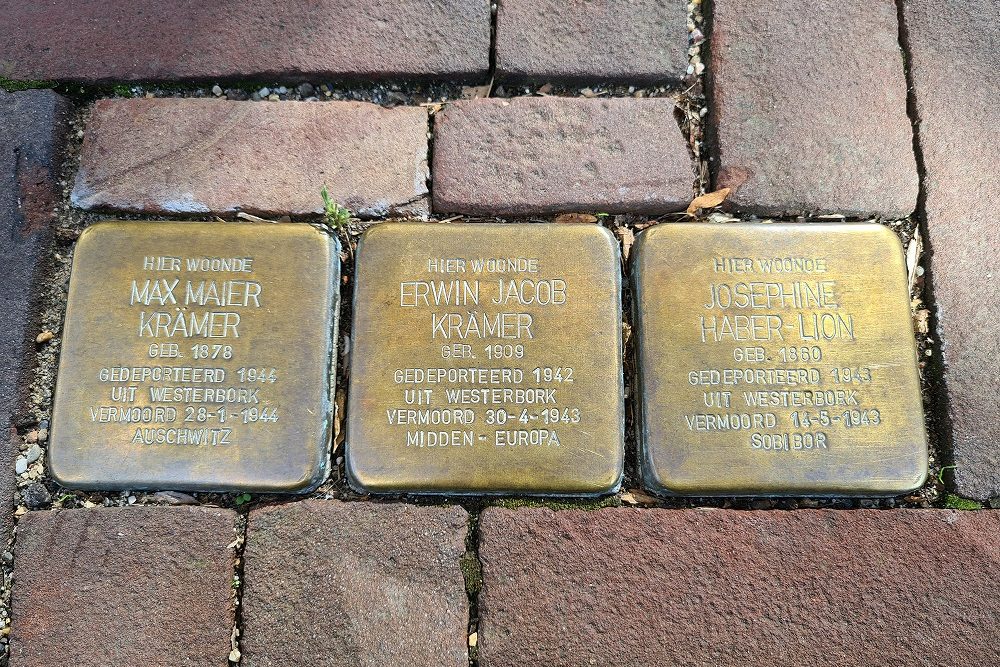 HIER WOONDE
MAX MAIER
KRÄMER
GEB. 1878
GEDEPORTEERD 1944
UIT WESTERBORK
VERMOORD 28-1-1944
AUSCHWITZ
HIER WOONDE
ERWIN JACOB
KRÄMER
GEB. 1909
GEDEPORTEERD 1942
UIT WESTERBORK
VERMOORD 30-4-1943
MIDDEN-EUROPA
HIER WOONDE
JOSEPHINE
HABER-LION
GEB. 1860
GEDEPORTEERD 1943
UIT WESTERBORK
VERMOORD 14-5-1943
SOBIBOR